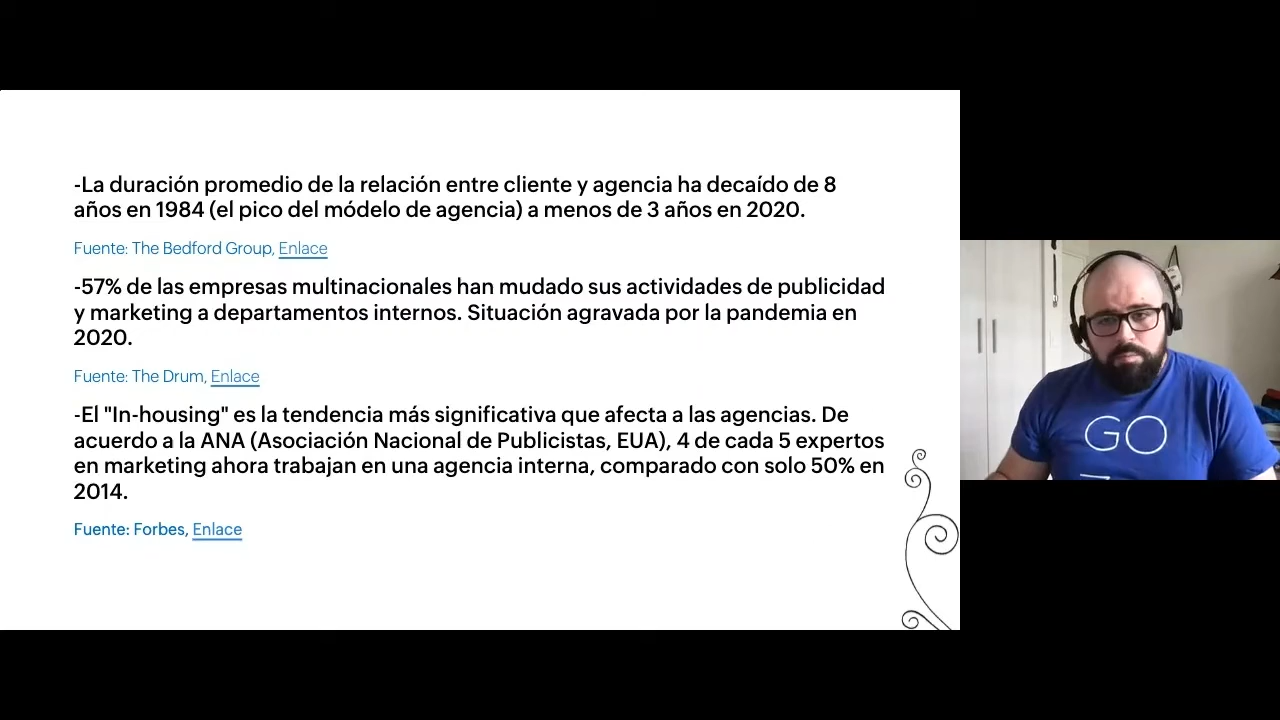 -La duración promedio de la relación entre cliente y agencia ha decaído de 8
años en 1984 (el pico del módelo de agencia) a menos de 3 años en 2020.
Fuente: The Bedford Group, Enlace
-57% de las empresas multinacionales han mudado sus actividades de publicidad
y marketing a departamentos internos. Situación agravada por la pandemia en
2020.
Fuente: The Drum, Enlace
-El "In-housing" es la tendencia más significativa que afecta a las agencias. De
acuerdo a la ANA (Asociación Nacional de Publicistas, EUA), 4 de cada 5 expertos
en marketing ahora trabajan en una agencia interna, comparado con solo 50% en
2014.
Fuente: Forbes, Enlace
GO